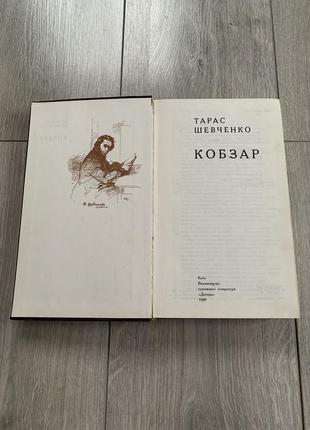 ТАРАС
ШЕВЧЕНКО
КОБЗАР
Київ
Видавництво
художньої літератури
«Дніпро»
1989